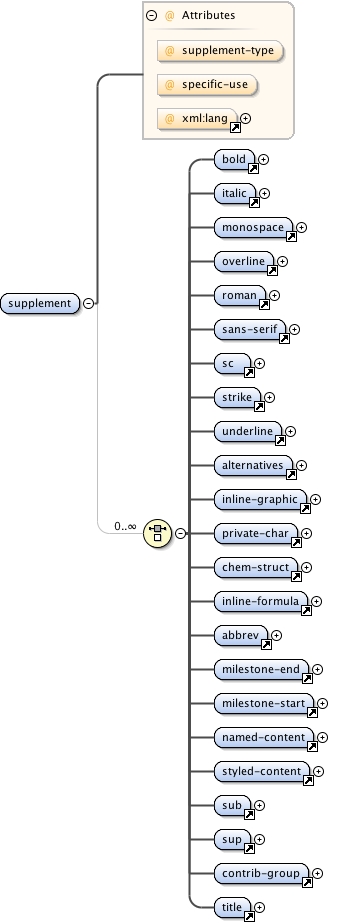 Attributes
@ supplement-type
@ specific-use
@ xml:lang
bold
italic
monospace
overline
roman
supplement
sans-serif
sc
strike
underline
alternatives
inline-graphic
0..∞
private-char
chem-struct
inline-formula
abbrev
milestone-end
milestone-start
named-content
styled-content
sub
sup
contrib-group
title